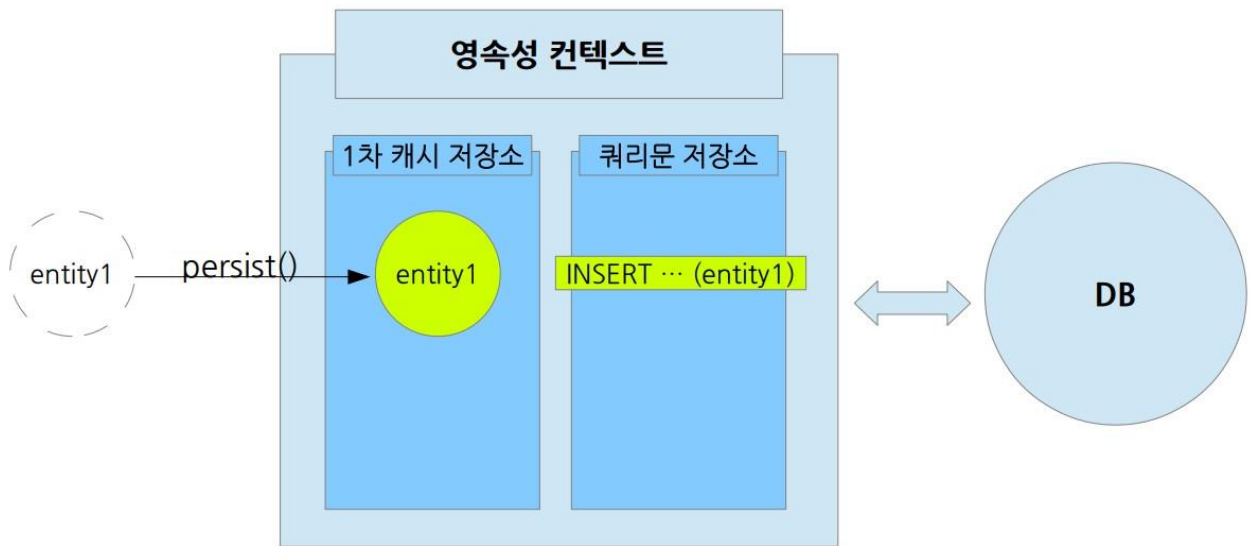 영속성 컨텍스트
1차 캐시 저장소
쿼리문 저장소
entity1
persist()
entity1
INSERT … (entity1)
DB